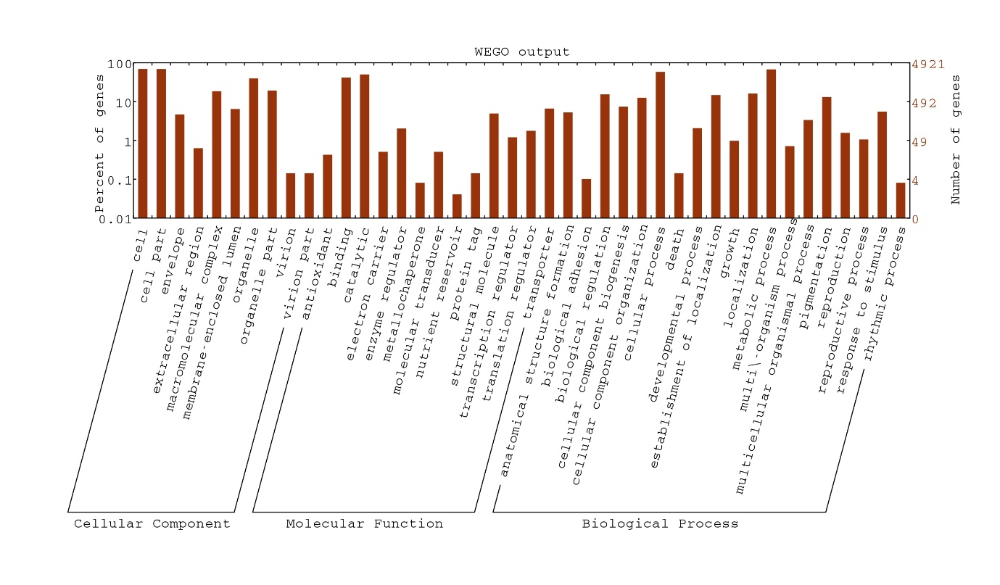 WEGO output
Percent of genes
100
10
1
0.1
0.01
4921
492
49
4
0
Number of genes
cell
cell part
envelope
extracellular region
macromolecular complex
membrane-enclosed lumen
organelle
organelle part
virion
virion part
antioxidant
binding
catalytic
electron carrier
enzyme regulator
metallochaperone
molecular transducer
nutrient reservoir
protein tag
structural molecule
transcription regulator
translation regulator
transporter
anatomical structure formation
biological adhesion
biological regulation
cellular component biogenesis
cellular component organization
cellular process
death
developmental process
establishment of localization
growth
localization
metabolic process
multi\-organism process
multicellular organismal process
pigmentation
reproduction
reproductive process
response to stimulus
rhythmic process
Cellular Component
Molecular Function
Biological Process